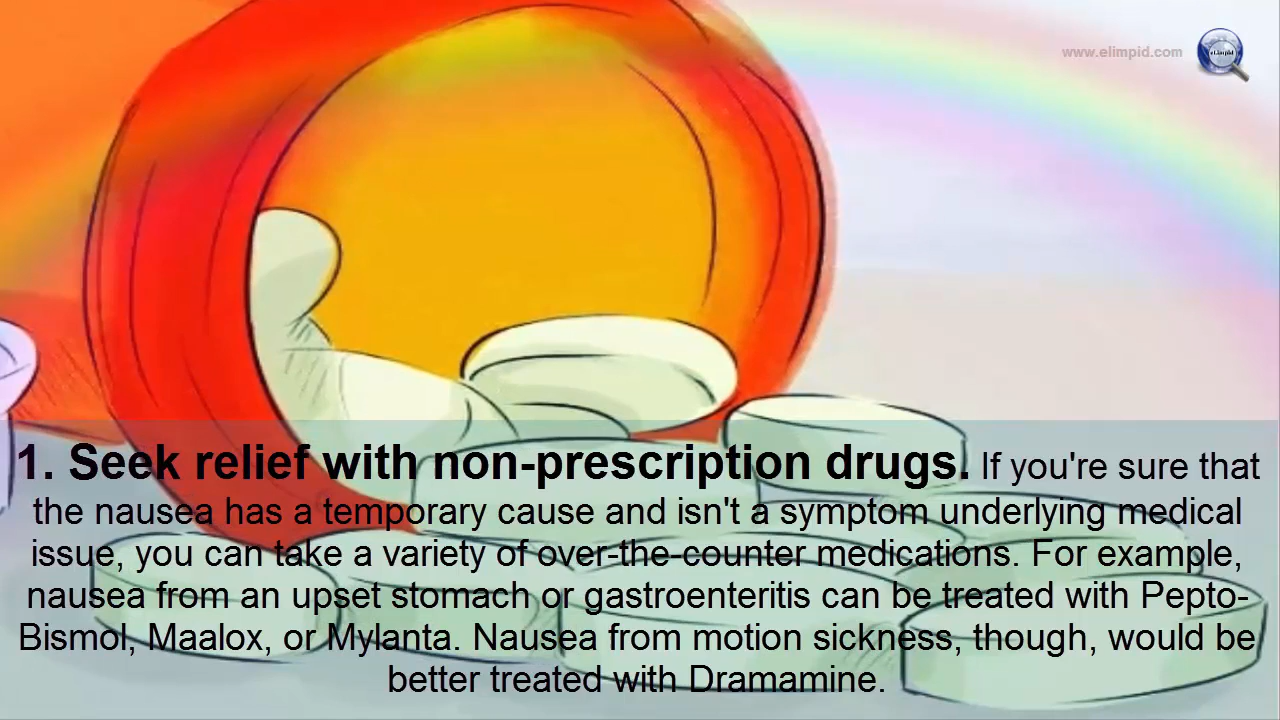 www.elimpid.com
eLimpid
1. Seek relief with non-prescription drugs. If you're sure that
the nausea has a temporary cause and isn't a symptom underlying medical
issue, you can take a variety of over-the-counter medications. For example,
nausea from an upset stomach or gastroenteritis can be treated with Pepto-
Bismol, Maalox, or Mylanta. Nausea from motion sickness, though, would be
better treated with Dramamine.